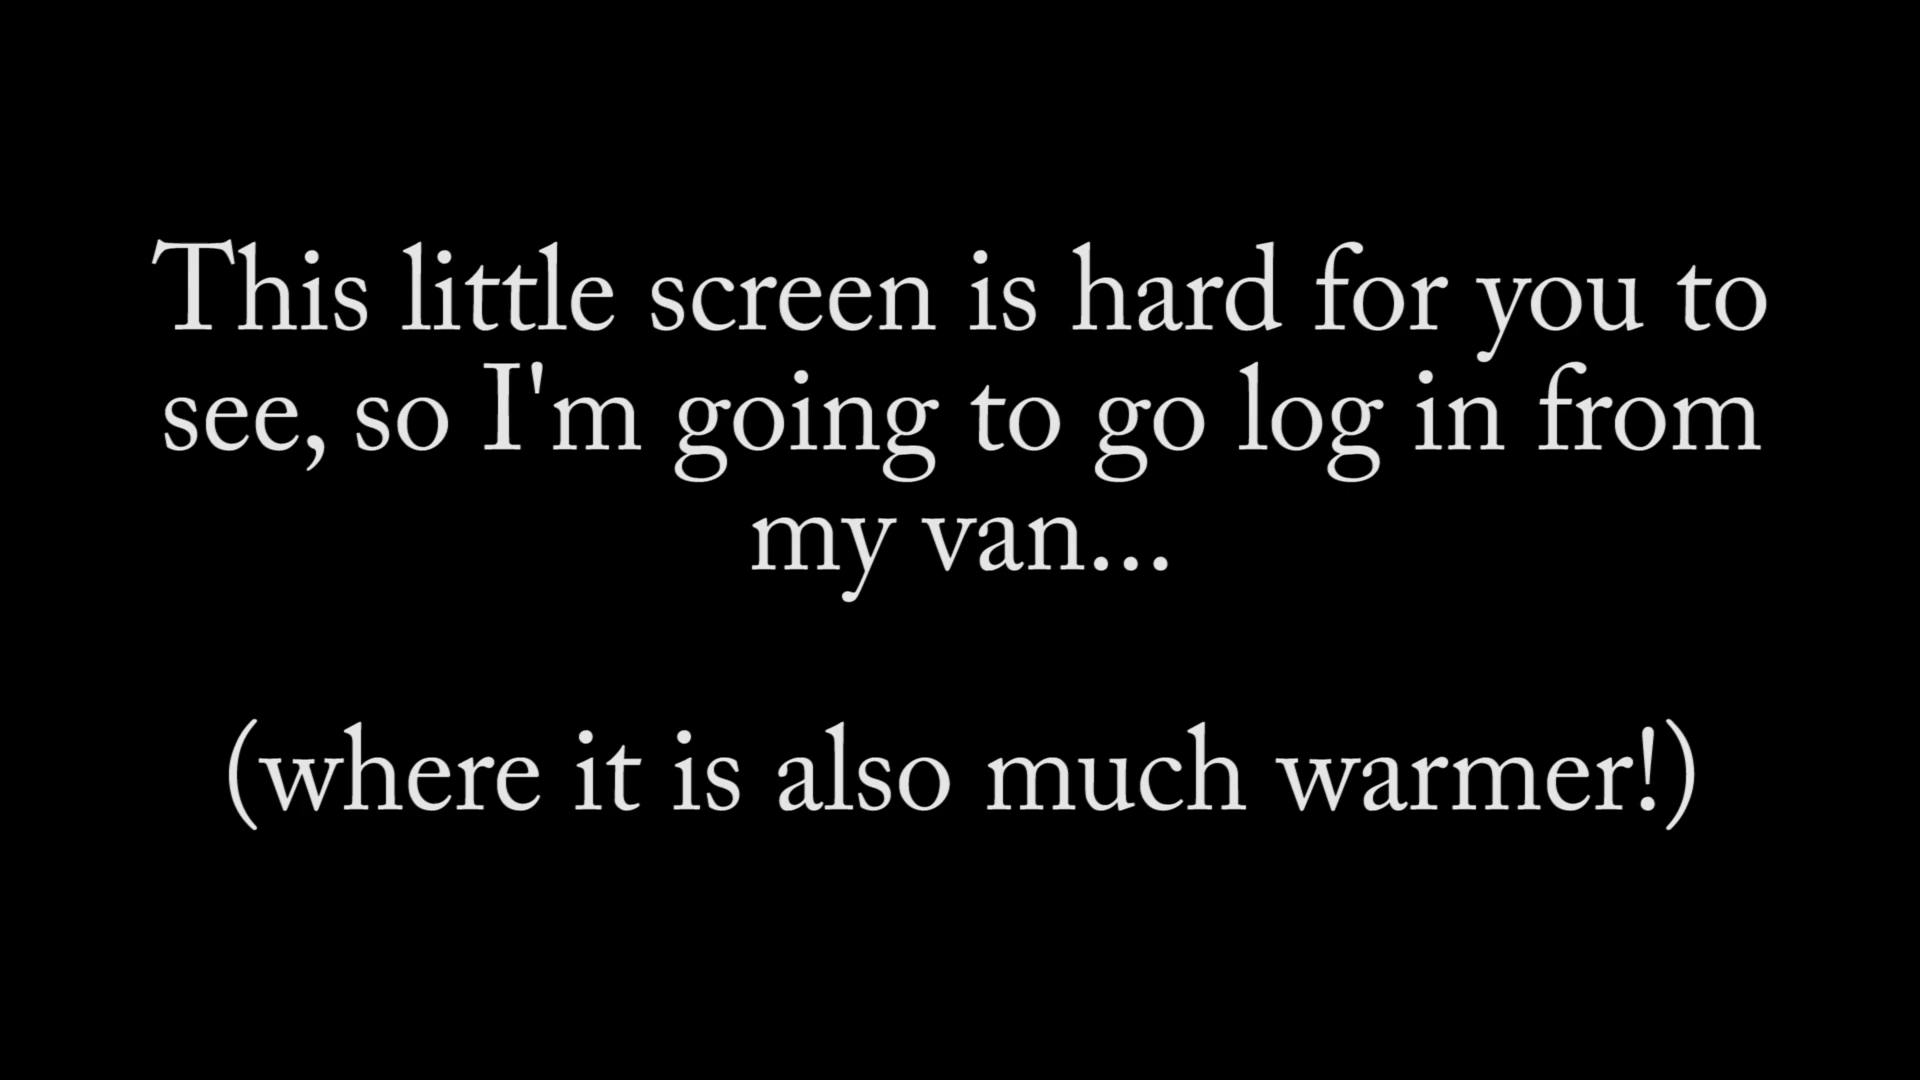 This little screen is hard for you to
see, so I'm going to go log in from
my van...
(where it is also much warmer!)